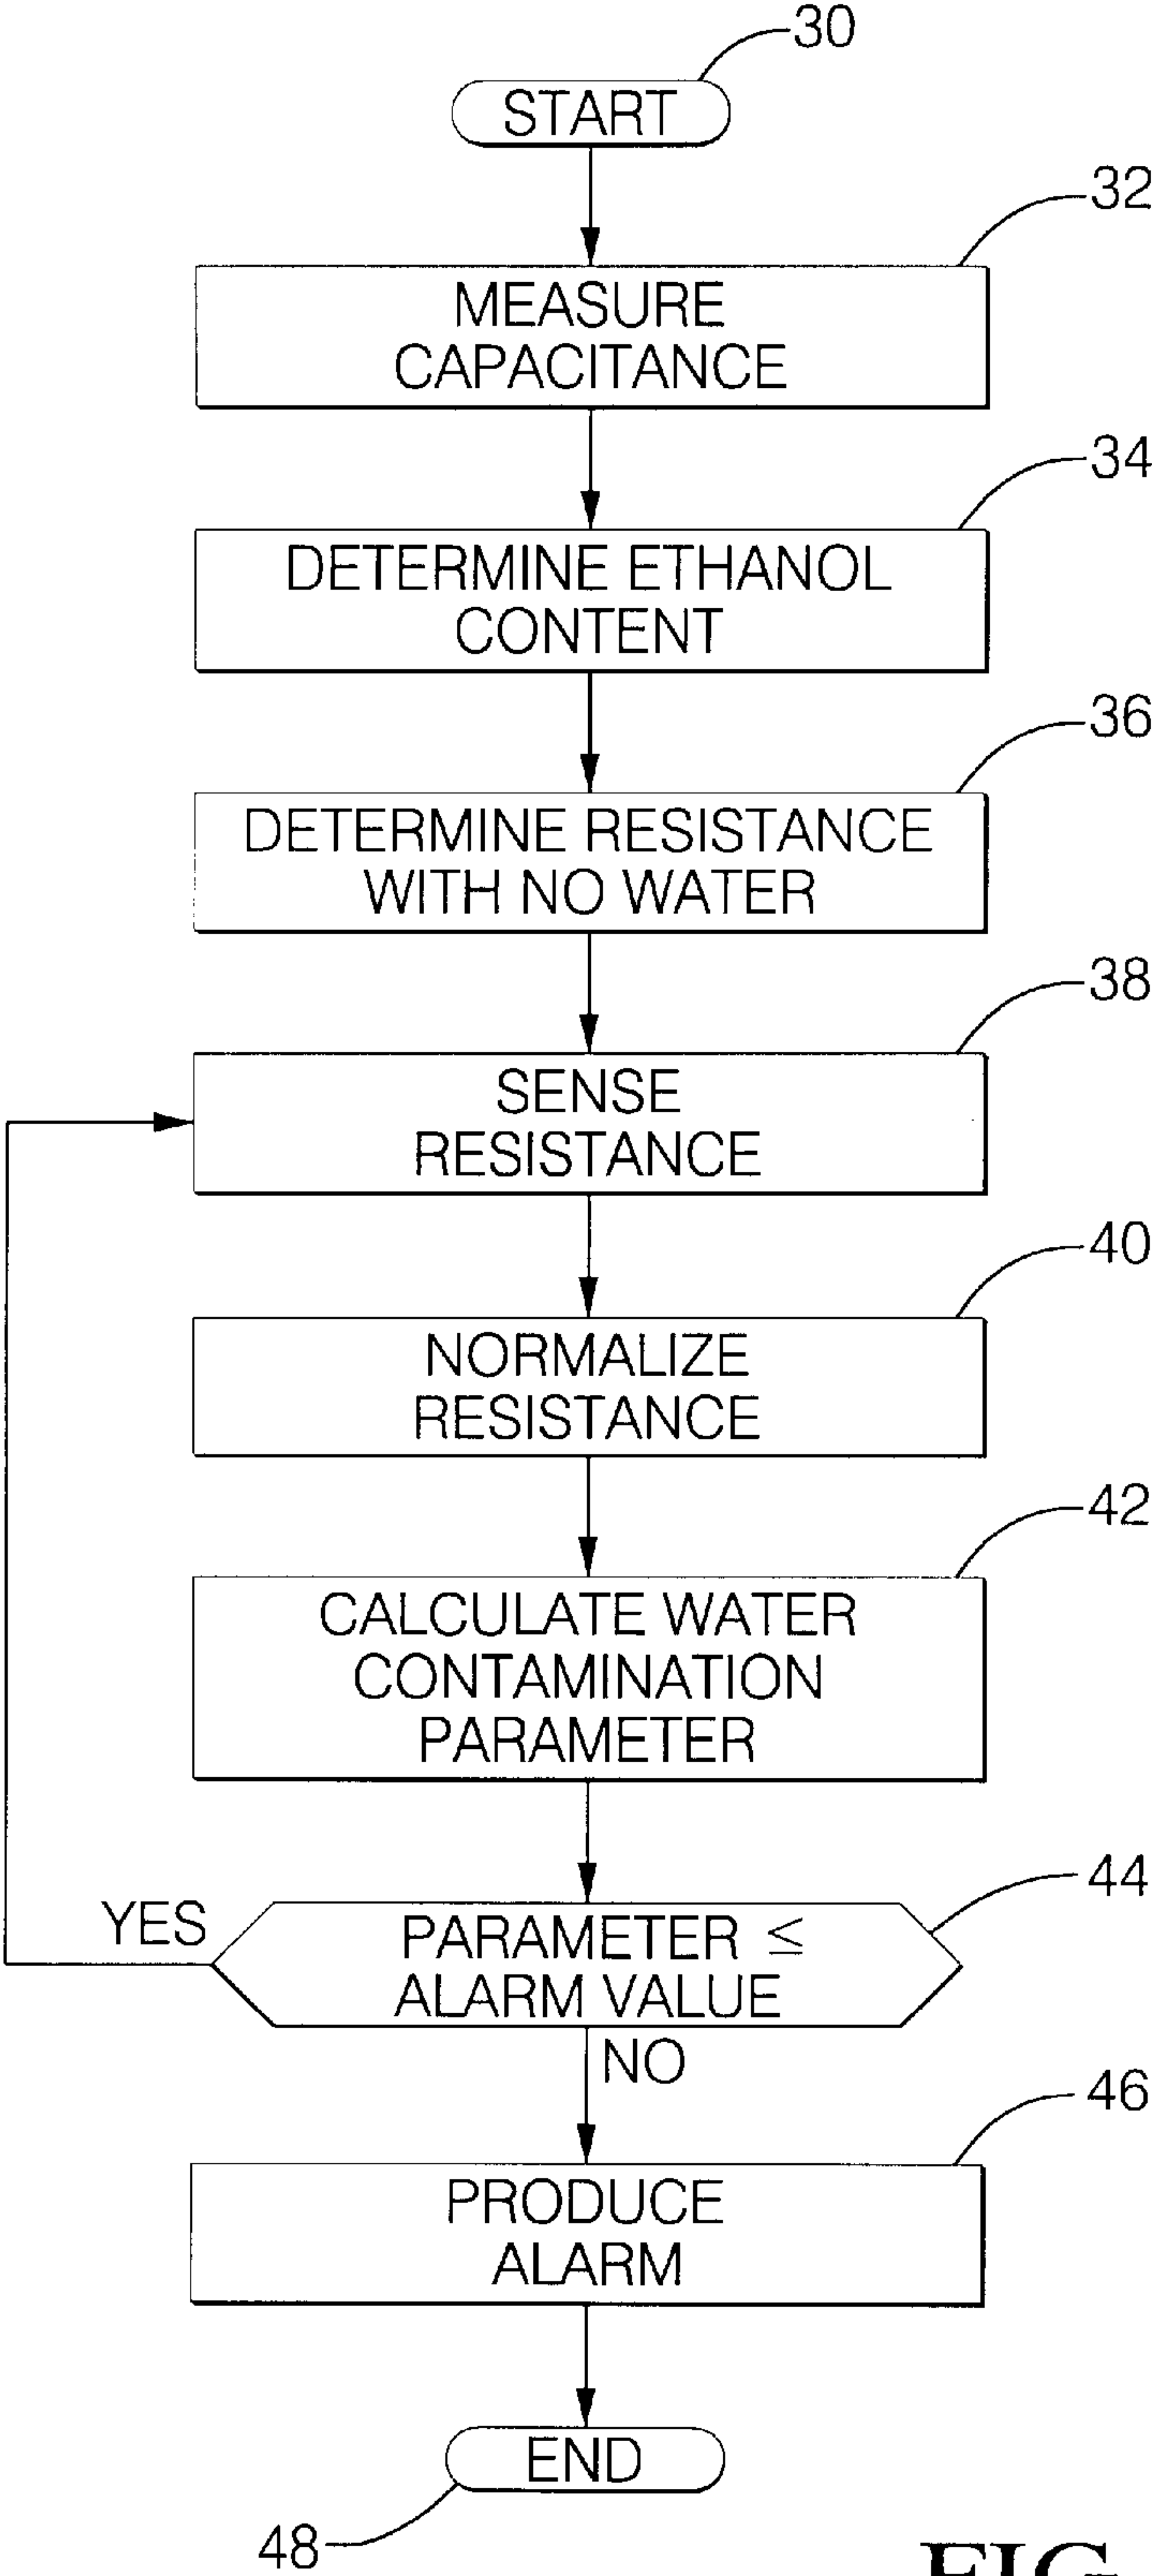 30
START
32
MEASURE
CAPACITANCE
34
DETERMINE ETHANOL
CONTENT
36
DETERMINE RESISTANCE
WITH NO WATER
38
SENSE
RESISTANCE
40
NORMALIZE
RESISTANCE
42
CALCULATE WATER
CONTAMINATION
PARAMETER
44
YES
PARAMETER ≤
ALARM VALUE
NO
46
PRODUCE
ALARM
END
48